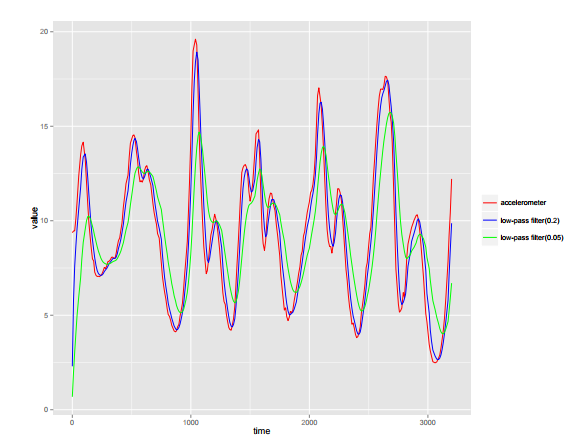 20
15
10
5
0
value
0
1000
2000
3000
time
accelerometer
low-pass filter(0.2)
low-pass filter(0.05)